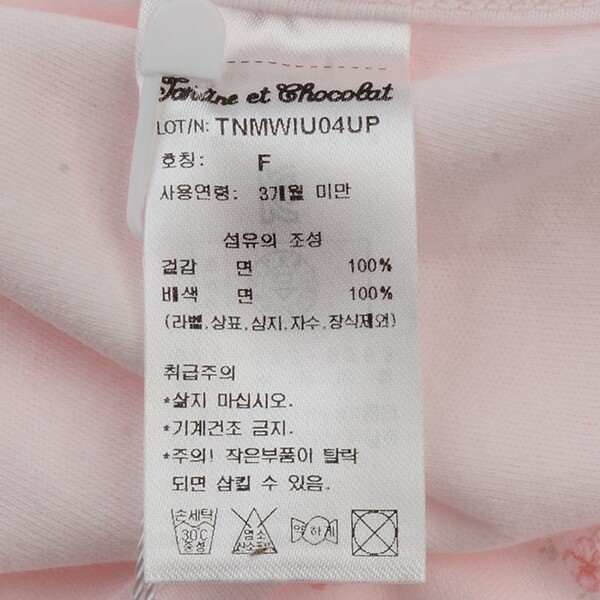 Tartine et Chocolat
LOT/N: TNMWIU04UP
호칭: F
사용연령: 3개월 미만
섬유의 조성
겉감 면 100%
배색 면 100%
(라벨,상표,심지,자수,장식제외)
취급주의
*삶지 마십시오.
*기계건조 금지.
*주의! 작은부품이 탈락
되면 삼킬 수 있음.
손세탁
30℃
중성
염소
산소표백
약하게